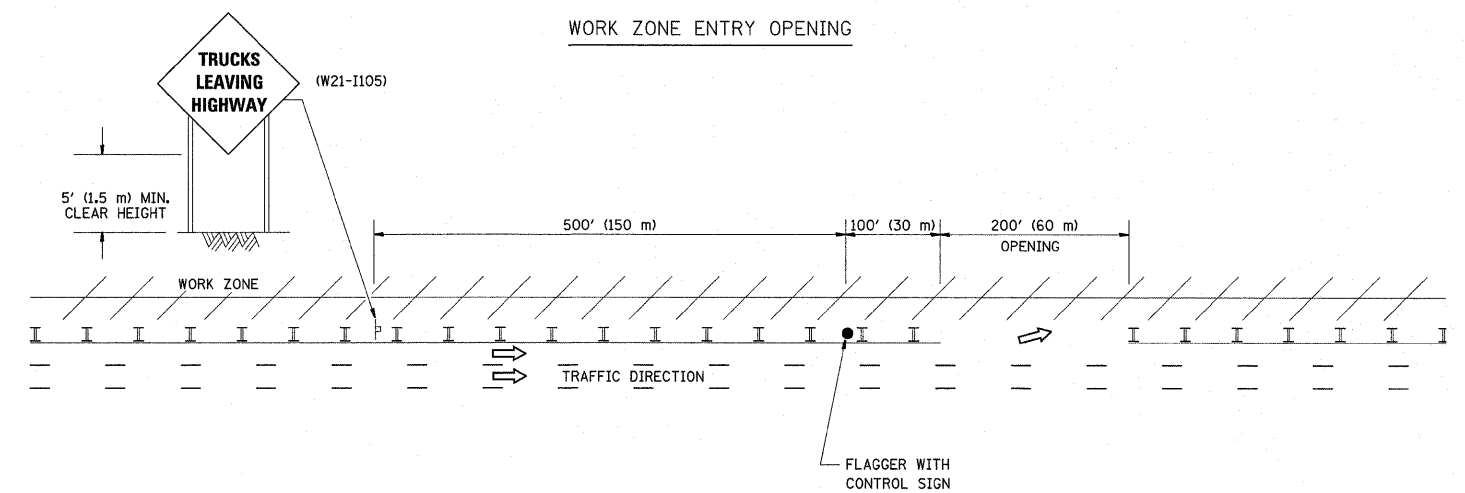 WORK ZONE ENTRY OPENING
TRUCKS
LEAVING
HIGHWAY
(W21-I105)
5' (1.5 m) MIN.
CLEAR HEIGHT
500' (150 m)
100' (30 m)
200' (60 m)
OPENING
WORK ZONE
TRAFFIC DIRECTION
FLAGGER WITH
CONTROL SIGN